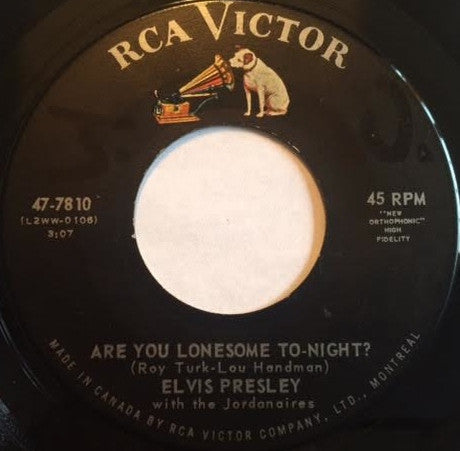 RCA VICTOR
47-7810
(L2WW-0106)
3:07
45 RPM
"NEW
ORTHOPHONIC"
HIGH
FIDELITY
ARE YOU LONESOME TO-NIGHT?
(Roy Turk-Lou Handman)
ELVIS PRESLEY
with the Jordanaires
MADE IN CANADA BY RCA VICTOR COMPANY, LTD., MONTREAL